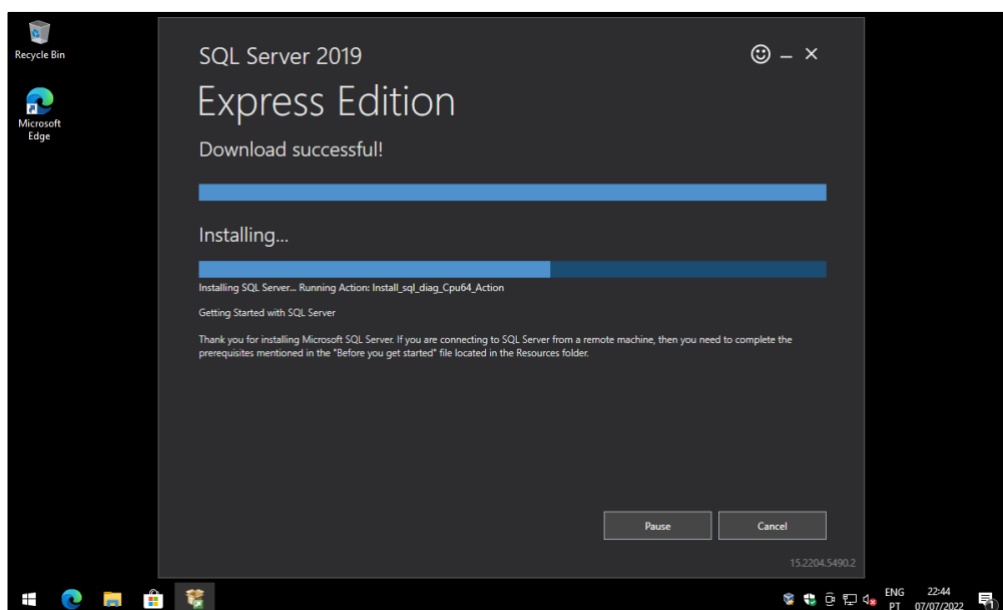 Recycle Bin
Microsoft
Edge
SQL Server 2019
Express Edition
Download successful!
Installing...
Installing SQL Server... Running Action: Install_sql_diag_Cpu64_Action
Getting Started with SQL Server
Thank you for installing Microsoft SQL Server. If you are connecting to SQL Server from a remote machine, then you need to complete the
prerequisites mentioned in the "Before you get started" file located in the Resources folder.
Pause
Cancel
15.2204.5490.2
ENG
PT
22:44
07/07/2022